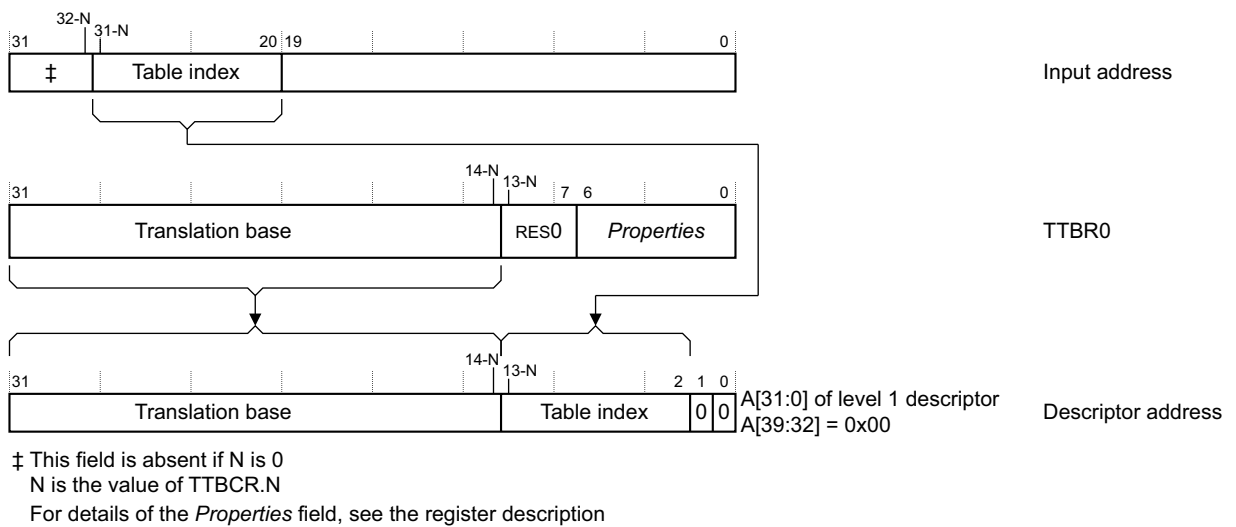 32-N
31 31-N 20 19 0
‡ Table index Input address
14-N
31 13-N 7 6 0
Translation base RES0 Properties TTBR0
14-N
31 13-N 2 1 0
Translation base Table index 0 0 A[31:0] of level 1 descriptor
A[39:32] = 0x00
Descriptor address
‡ This field is absent if N is 0
N is the value of TTBCR.N
For details of the Properties field, see the register description